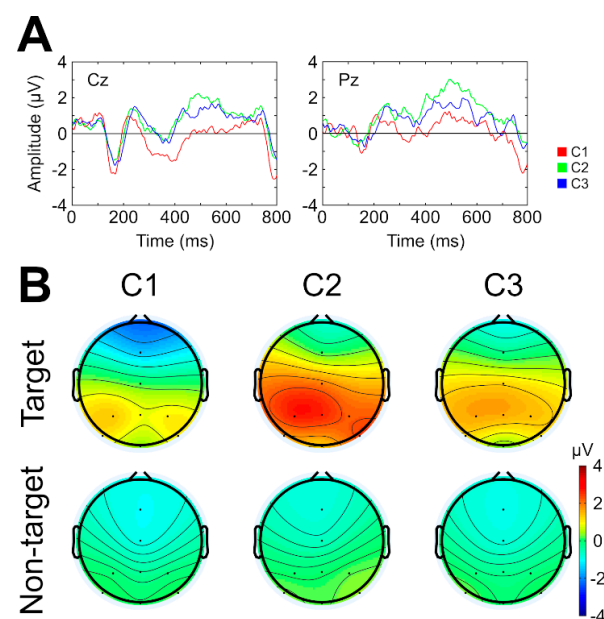 A
Cz
Pz
Amplitude (μV)
4
2
0
-2
-4
0 200 400 600 800
Time (ms)
4
2
0
-2
-4
0 200 400 600 800
Time (ms)
C1
C2
C3
B
C1 C2 C3
Target
Non-target
μV
4
2
0
-2
-4